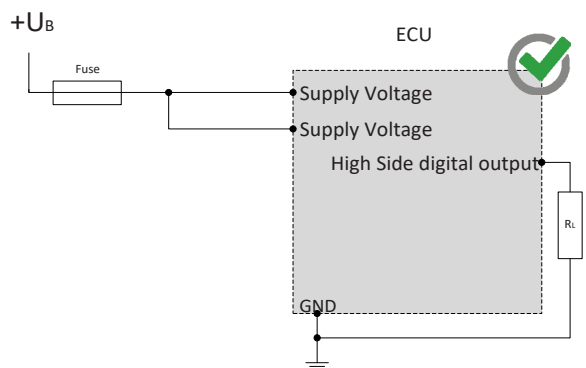 +UB
ECU
Fuse
Supply Voltage
Supply Voltage
High Side digital output
RL
GND